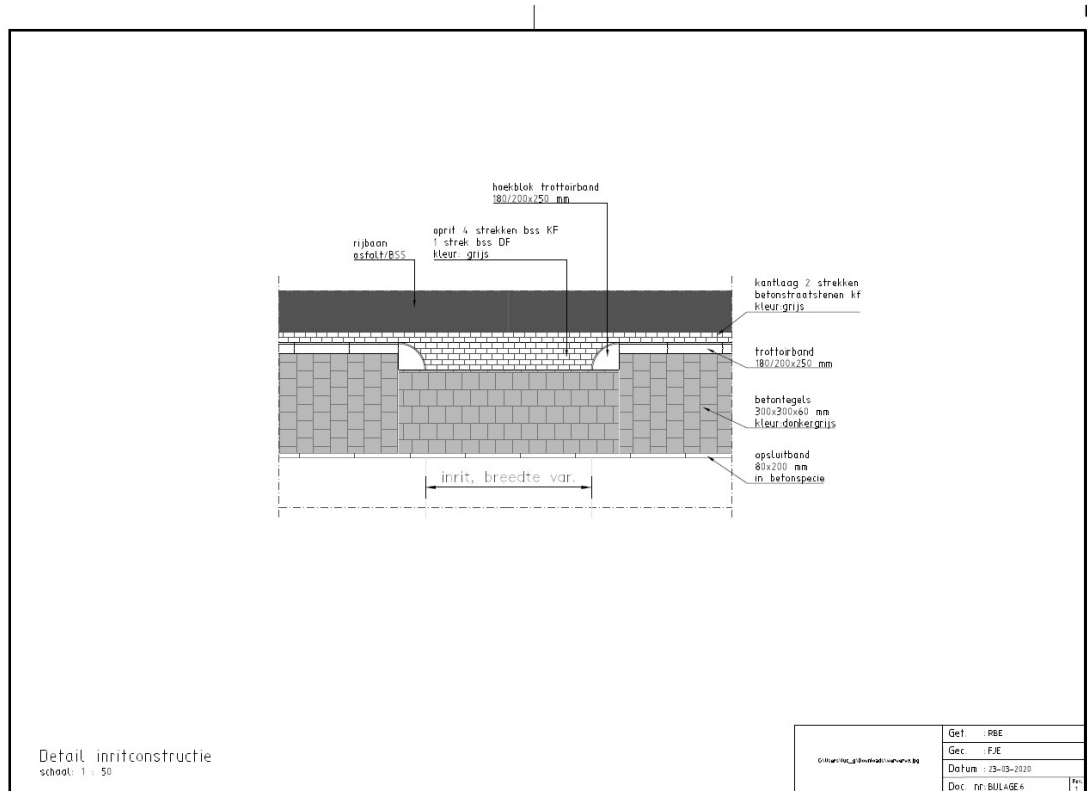 hoekblok trottoirband
180/200x250 mm
oprit 4 strekken bss KF
1 strek bss DF
kleur: grijs
rijbaan
asfalt/BSS
kantlaag 2 strekken
betonstraatstenen kf
kleur:grijs
trottoirband
180/200x250 mm
betontegels
300x300x60 mm
kleur:donkergrijs
opsluitband
80x200 mm
in betonspecie
inrit, breedte var.
Detail inritconstructie
schaal: 1 : 50
Get. : RBE
Gec. : FJE
Datum : 23-03-2020
Doc. nr: BIJLAGE.6
Rev.
1